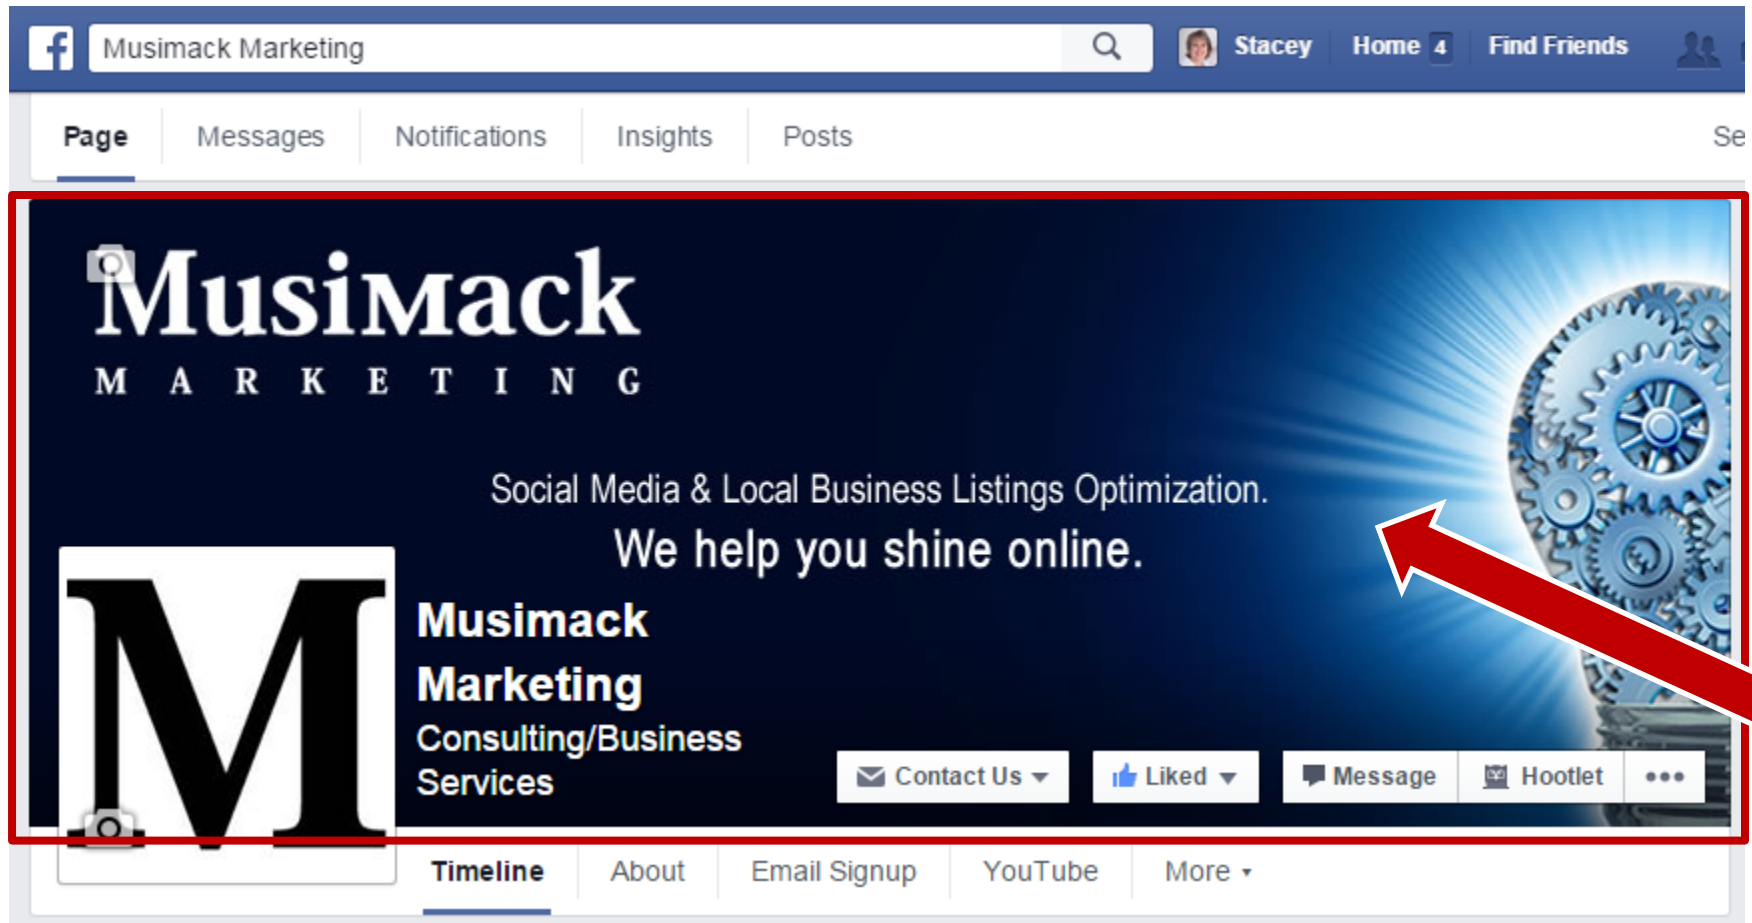 f Musimack Marketing Stacey Home 4 Find Friends
Page Messages Notifications Insights Posts Se
MusiMack
MARKETING
Social Media & Local Business Listings Optimization.
We help you shine online.
M
Musimack
Marketing
Consulting/Business
Services
Contact Us Liked Message Hootlet
Timeline About Email Signup YouTube More